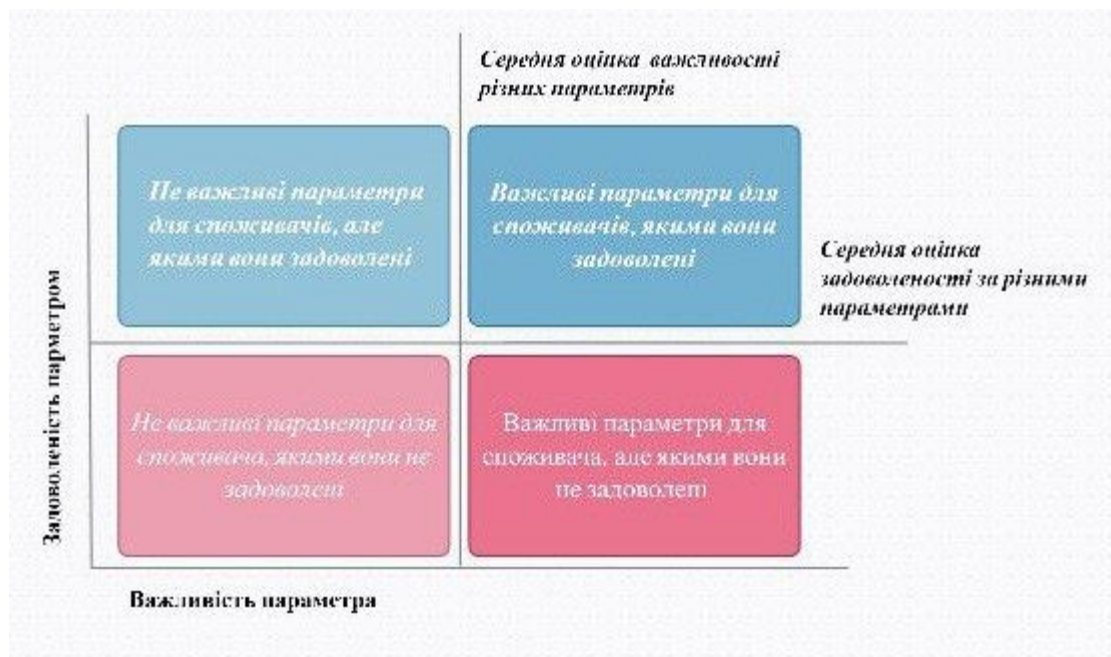 Середня оцінка важливості
різних параметрів
Не важливі параметри
для споживачів, але
якими вони задоволені
Важливі параметри для
споживачів, якими вони
задоволені
Середня оцінка
задоволеності за різними
параметрами
Задоволеність парметром
Не важливі параметри для
споживача, якими вони не
задоволені
Важливі параметри для
споживача, але якими вони
не задоволені
Важливість параметра